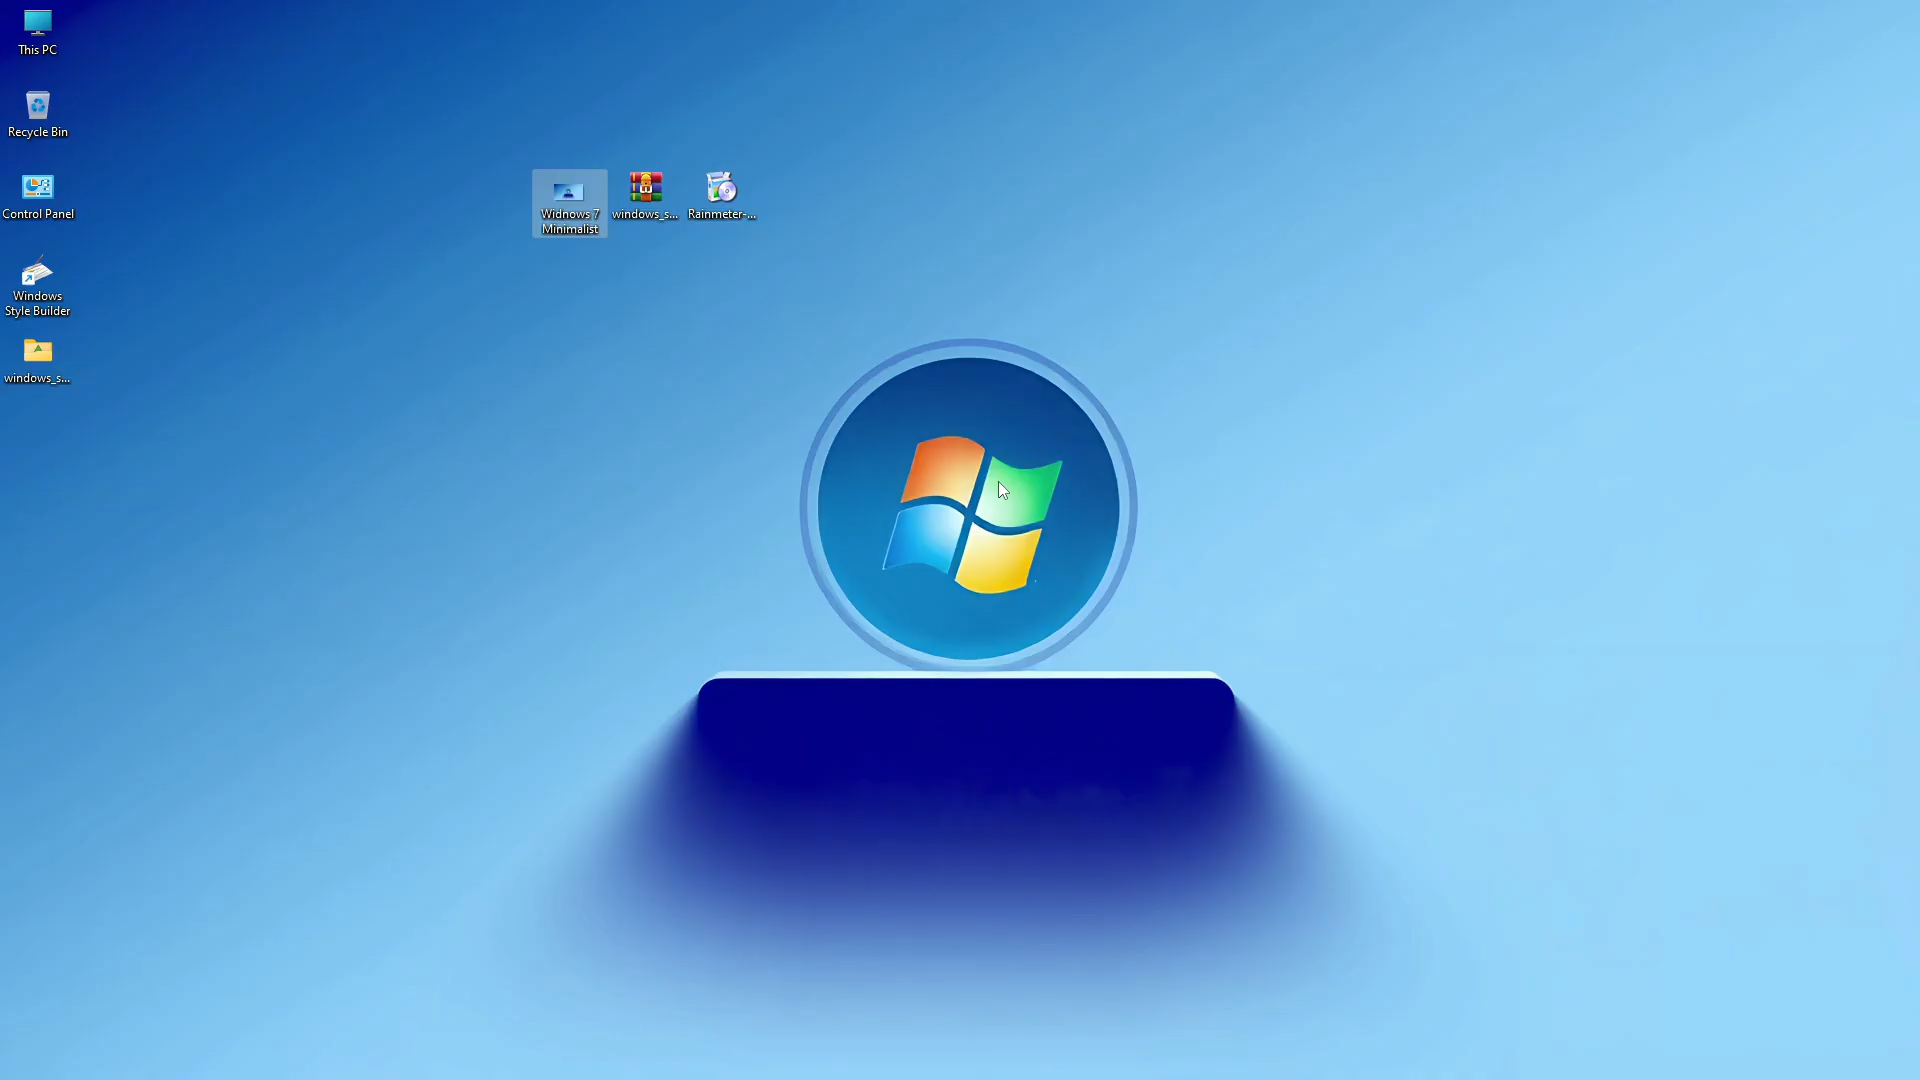 This PC
Recycle Bin
Control Panel
Windows
Style Builder
windows_s...
Widnows 7
Minimalist
windows_s...
Rainmeter-...